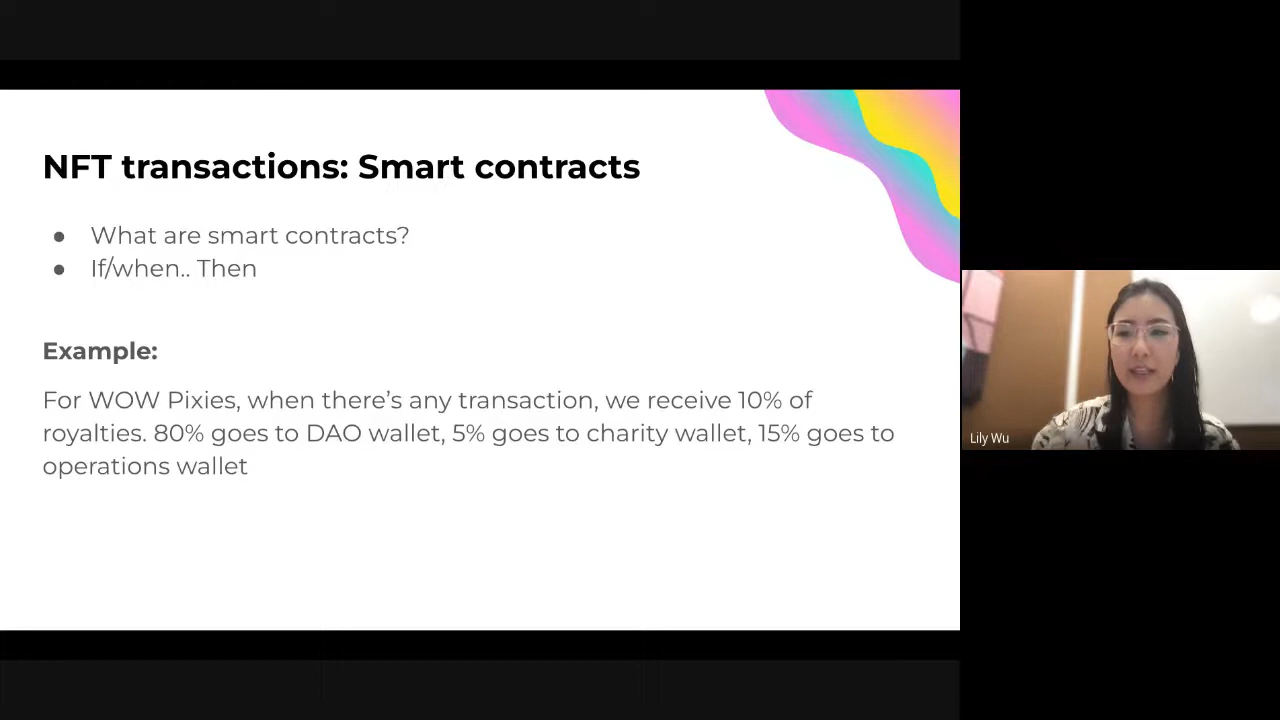 NFT transactions: Smart contracts
● What are smart contracts?
● If/when.. Then
Example:
For WOW Pixies, when there’s any transaction, we receive 10% of
royalties. 80% goes to DAO wallet, 5% goes to charity wallet, 15% goes to
operations wallet
Lily Wu